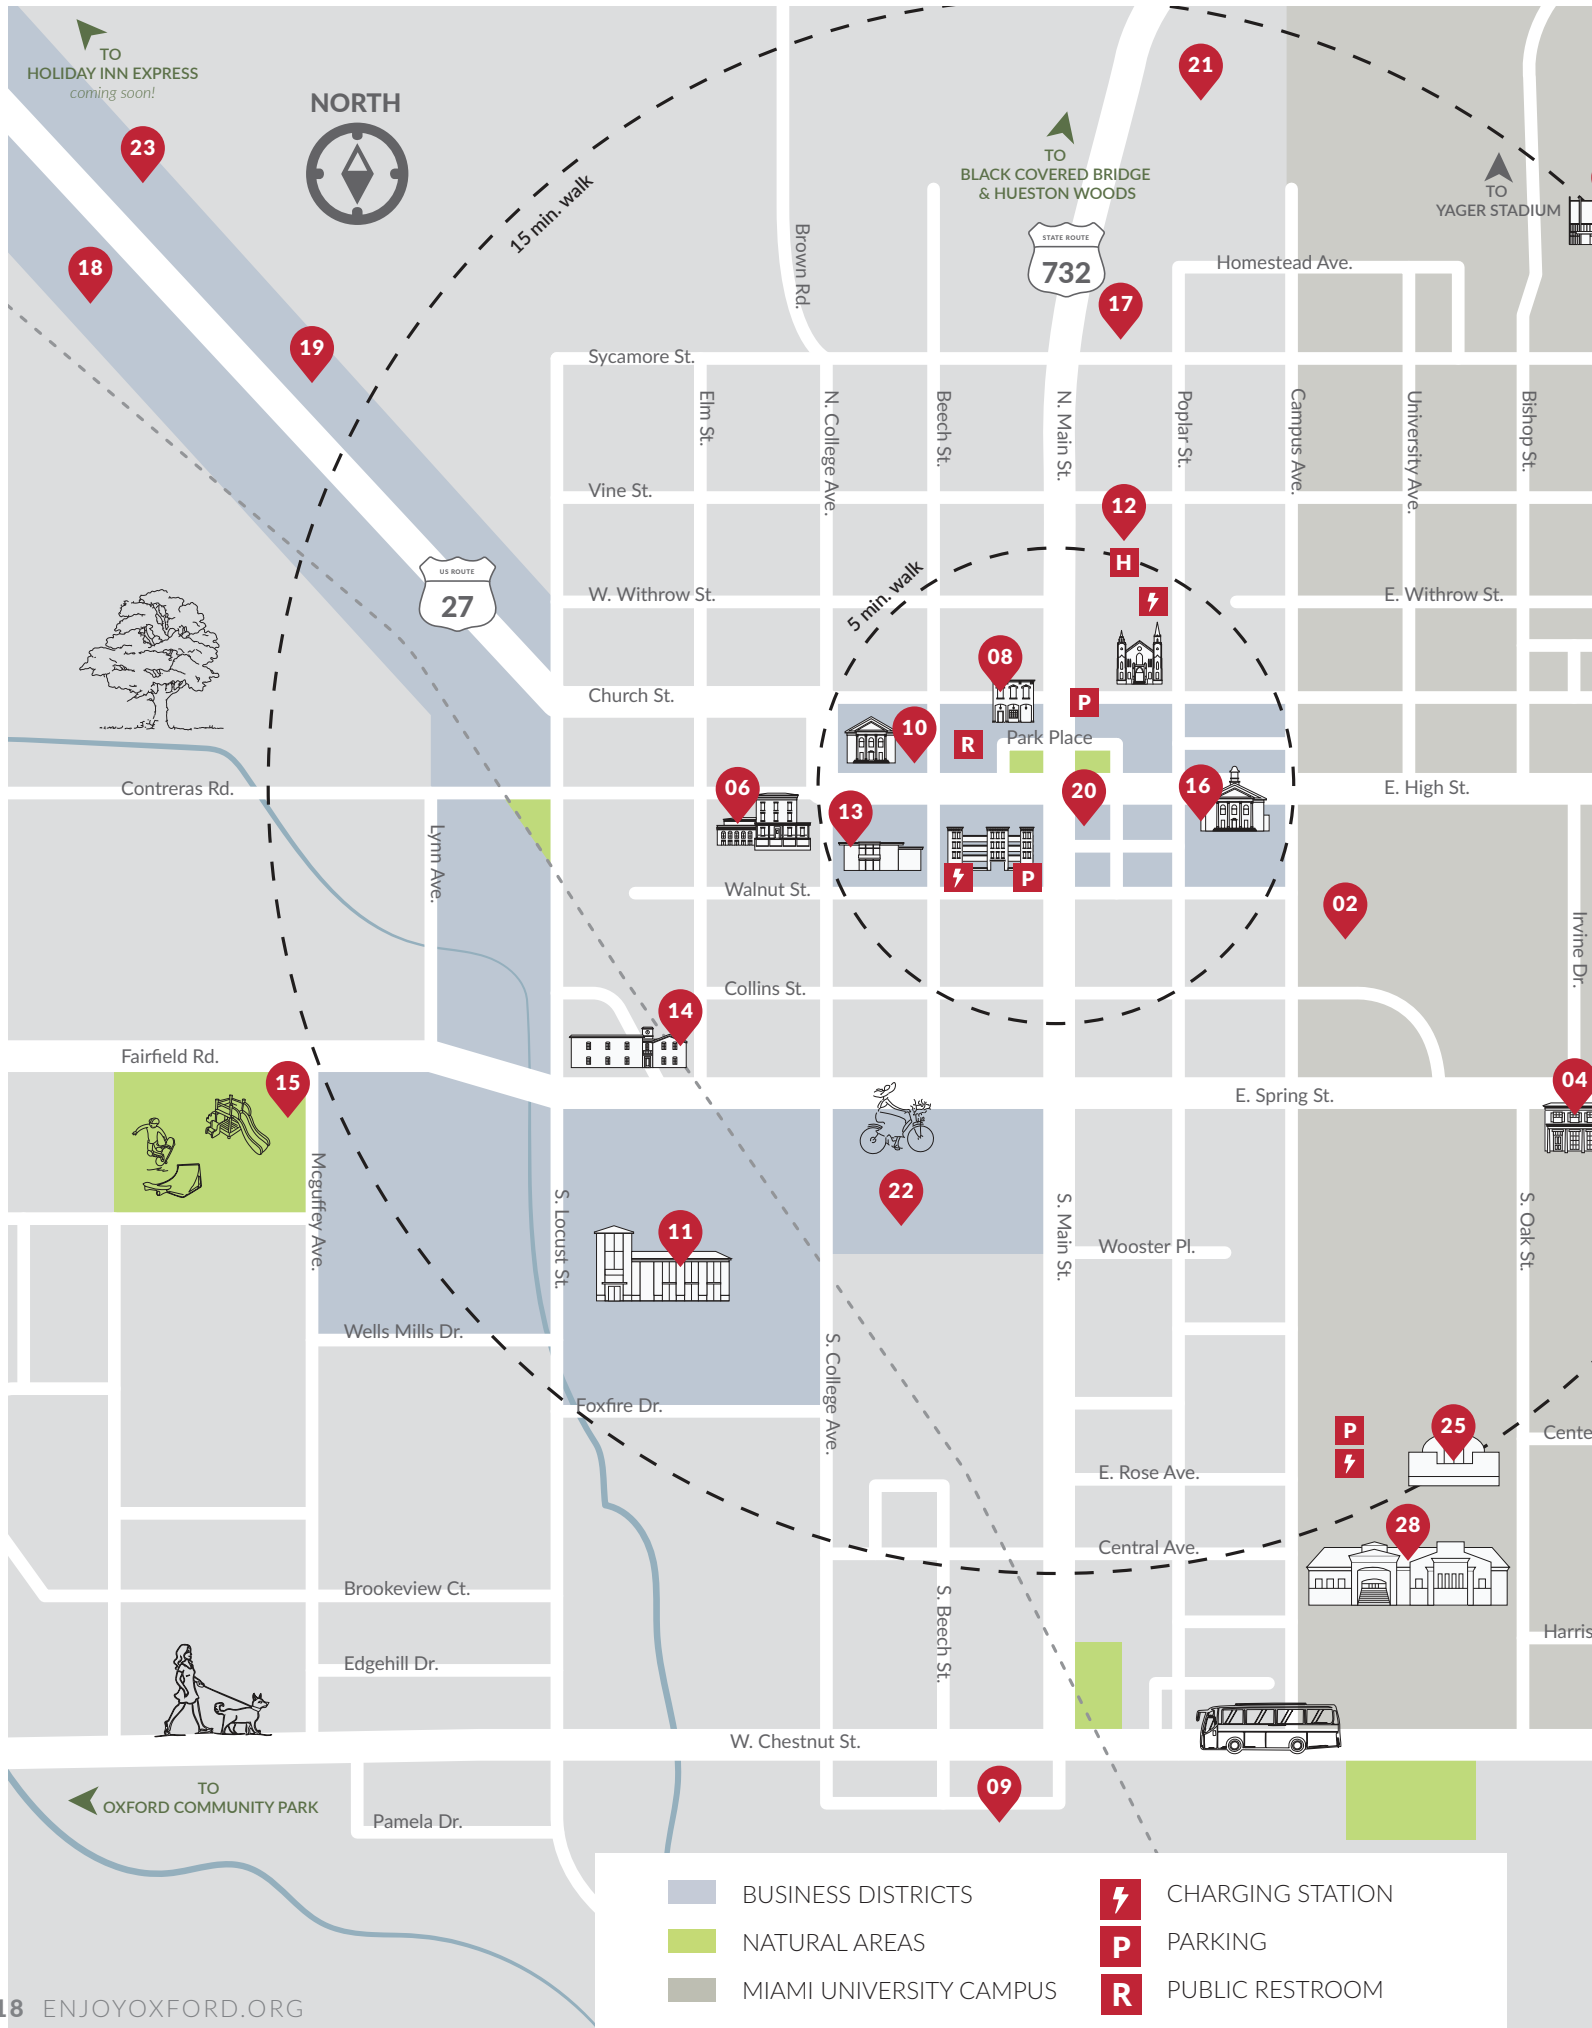 TO
HOLIDAY INN EXPRESS
coming soon!
NORTH
23
18
19
15 min. walk
21
TO
BLACK COVERED BRIDGE
& HUESTON WOODS
TO
YAGER STADIUM
STATE ROUTE
732
17
Brown Rd.
Homestead Ave.
Sycamore St.
Elm St.
N. College Ave.
Beech St.
N. Main St.
Poplar St.
Campus Ave.
University Ave.
Bishop St.
Vine St.
12
H
US ROUTE
27
W. Withrow St.
5 min. walk
E. Withrow St.
08
Church St.
P
10
R
Park Place
Contreras Rd.
06
13
20
16
E. High St.
Lynn Ave.
P
Walnut St.
02
Irvine Dr.
Collins St.
14
Fairfield Rd.
15
E. Spring St.
04
Mcguffey Ave.
S. Locust St.
11
22
S. Main St.
Wooster Pl.
S. Oak St.
Wells Mills Dr.
S. College Ave.
Foxfire Dr.
P
25
Cente
E. Rose Ave.
28
Central Ave.
Brookeview Ct.
S. Beech St.
Harris
Edgehill Dr.
W. Chestnut St.
09
TO
OXFORD COMMUNITY PARK
Pamela Dr.
BUSINESS DISTRICTS
NATURAL AREAS
MIAMI UNIVERSITY CAMPUS
CHARGING STATION
P PARKING
R PUBLIC RESTROOM
18 ENJOYOXFORD.ORG